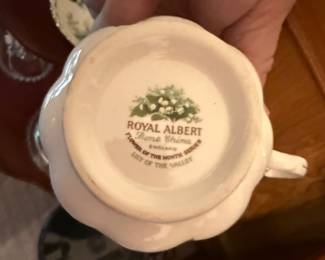 ROYAL ALBERT
Bone China
ENGLAND
FLOWER OF THE MONTH SERIES
LILY OF THE VALLEY